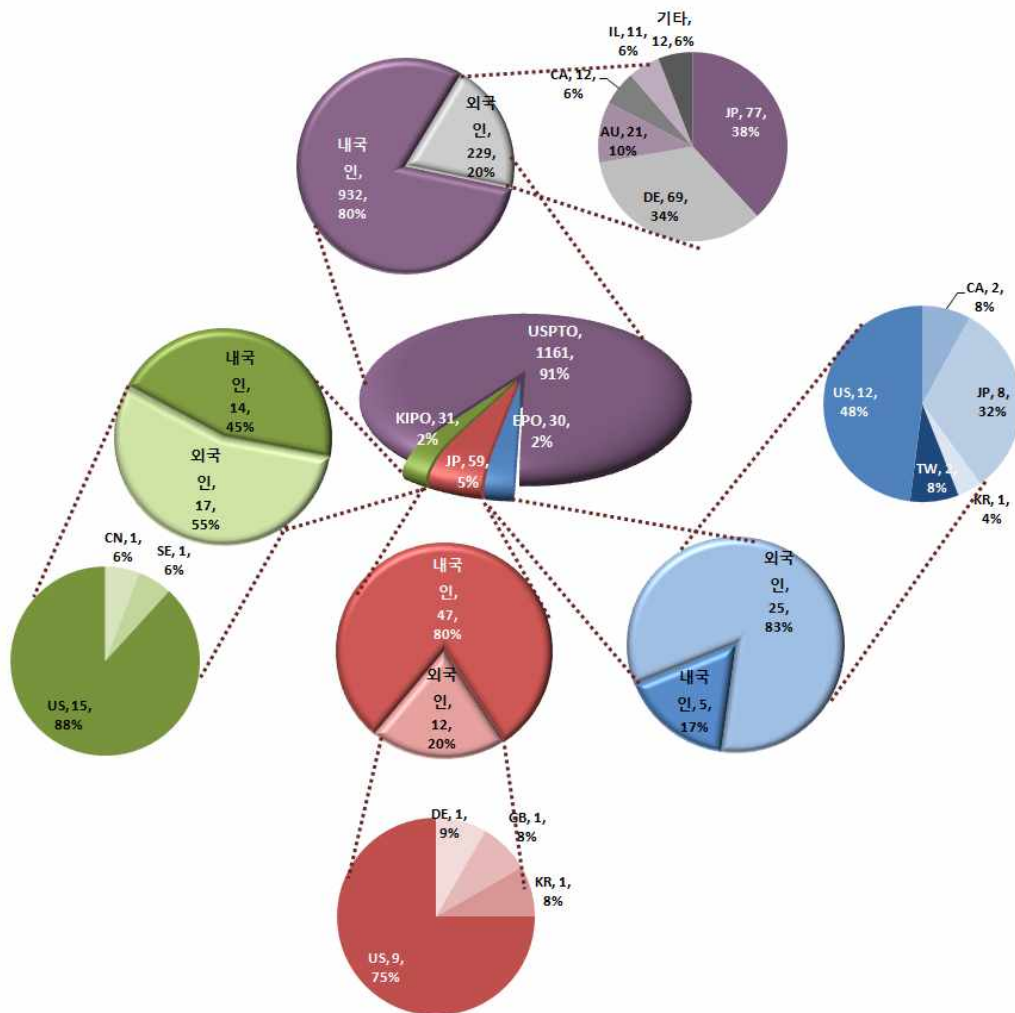 IL, 11,
6%
기타,
12, 6%
CA, 12,
6%
JP, 77,
38%
AU, 21,
10%
DE, 69,
34%
내국
인,
932,
80%
외국
인,
229,
20%
USPTO,
1161,
91%
KIPO, 31,
2%
JP, 59,
5%
EPO, 30,
2%
내국
인,
14,
45%
외국
인,
17,
55%
CN, 1,
6%
SE, 1,
6%
US, 15,
88%
내국
인,
47,
80%
외국
인,
12,
20%
DE, 1,
9%
GB, 1,
8%
KR, 1,
8%
US, 9,
75%
외국
인,
25,
83%
내국
인, 5,
17%
CA, 2,
8%
US, 12,
48%
JP, 8,
32%
TW, 2,
8%
KR, 1,
4%